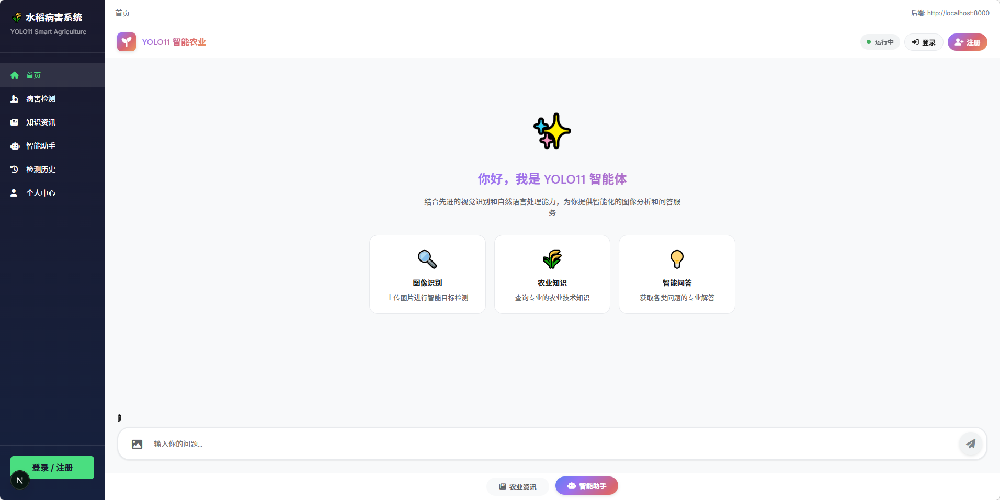 水稻病害系统
YOLO11 Smart Agriculture
首页
病害检测
知识资讯
智能助手
检测历史
个人中心
登录 / 注册
N
首页
后端: http://localhost:8000
YOLO11 智能农业
运行中
登录
注册
你好，我是 YOLO11 智能体
结合先进的视觉识别和自然语言处理能力，为你提供智能化的图像分析和问答服
务
图像识别
上传图片进行智能目标检测
农业知识
查询专业的农业技术知识
智能问答
获取各类问题的专业解答
输入你的问题...
农业资讯
智能助手